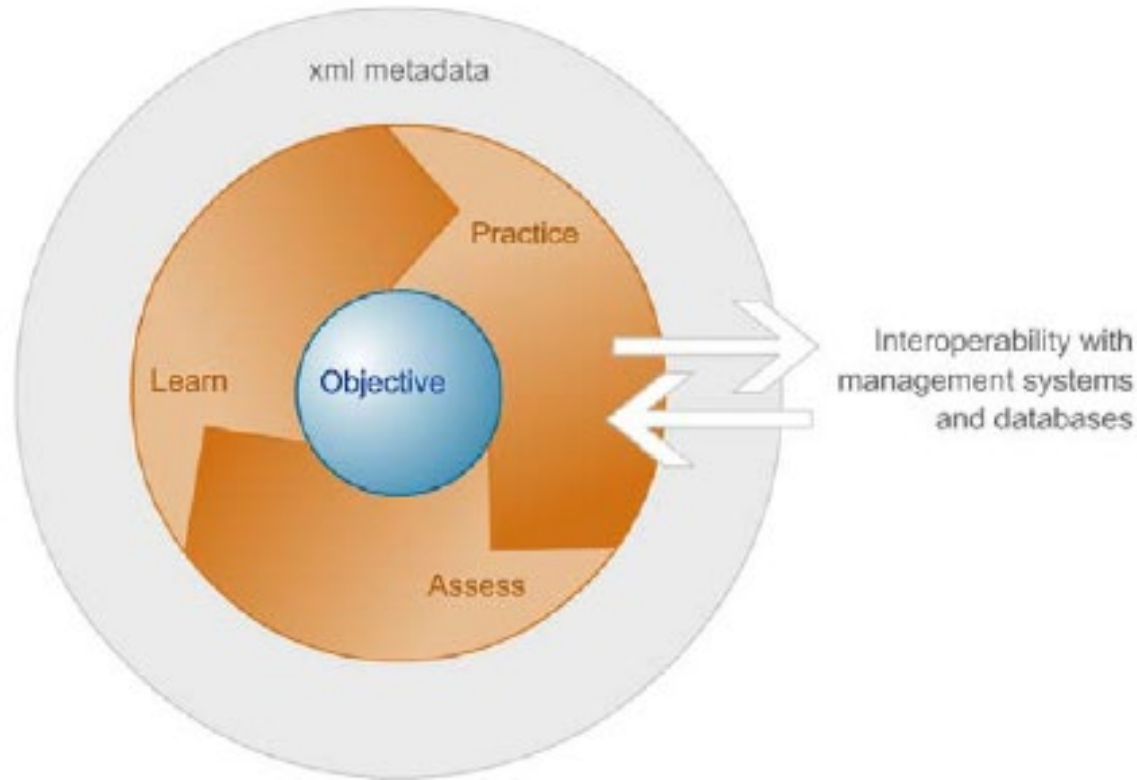 xml metadata
Practice
Learn
Objective
Interoperability with
management systems
and databases
Assess